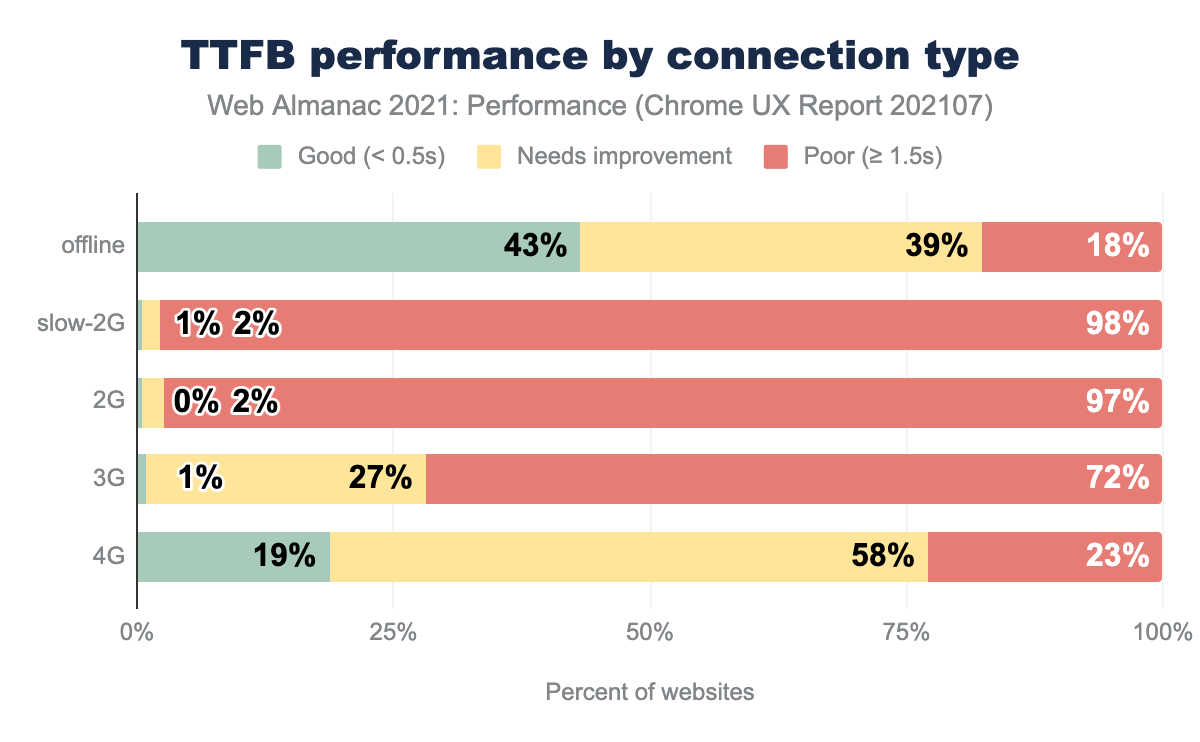 TTFB performance by connection type
Web Almanac 2021: Performance (Chrome UX Report 202107)
Good (< 0.5s) Needs improvement Poor (≥ 1.5s)
offline 43% 39% 18%
slow-2G 1% 2% 98%
2G 0% 2% 97%
3G 1% 27% 72%
4G 19% 58% 23%
0% 25% 50% 75% 100%
Percent of websites